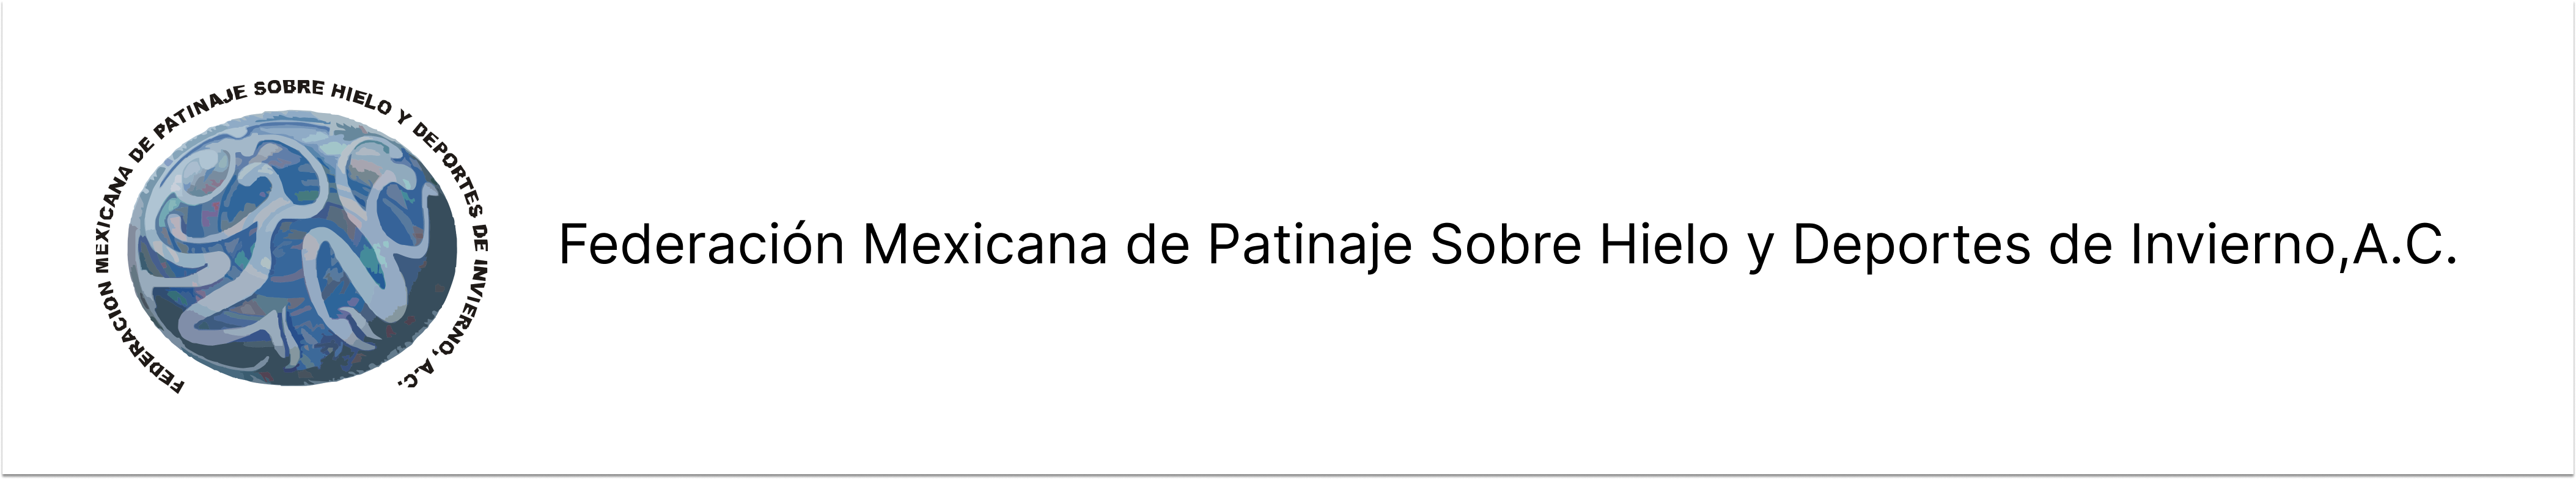 FEDERACION MEXICANA DE PATINAJE SOBRE HIELO Y DEPORTES DE INVIERNO, A.C.
Federación Mexicana de Patinaje Sobre Hielo y Deportes de Invierno,A.C.